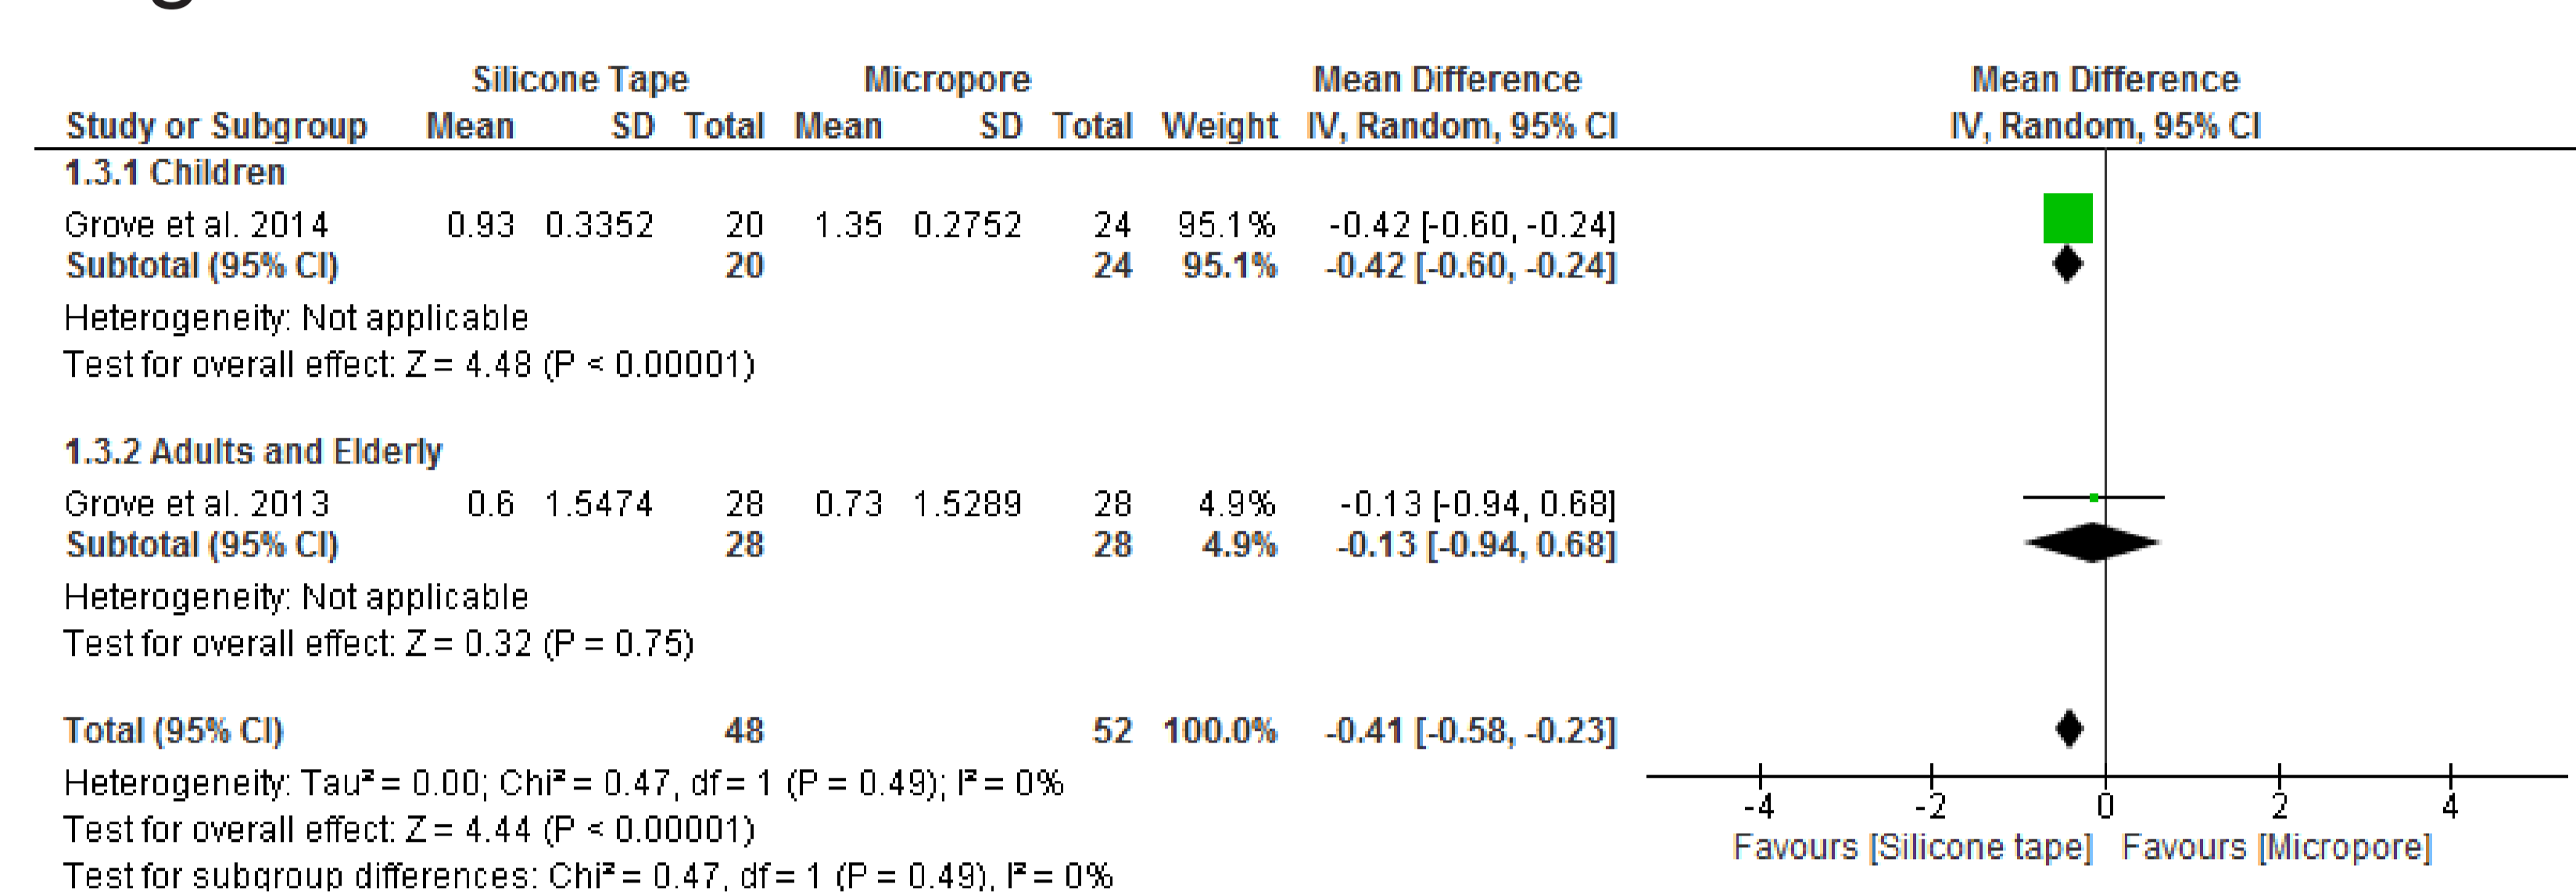 Silicone Tape Micropore Mean Difference Mean Difference
Study or Subgroup Mean SD Total Mean SD Total Weight IV, Random, 95% CI IV, Random, 95% CI
1.3.1 Children
Grove et al. 2014 0.93 0.3352 20 1.35 0.2752 24 95.1% -0.42 [-0.60, -0.24]
Subtotal (95% CI) 20 24 95.1% -0.42 [-0.60, -0.24]
Heterogeneity: Not applicable
Test for overall effect: Z = 4.48 (P < 0.00001)
1.3.2 Adults and Elderly
Grove et al. 2013 0.6 1.5474 28 0.73 1.5289 28 4.9% -0.13 [-0.94, 0.68]
Subtotal (95% CI) 28 28 4.9% -0.13 [-0.94, 0.68]
Heterogeneity: Not applicable
Test for overall effect: Z = 0.32 (P = 0.75)
Total (95% CI) 48 52 100.0% -0.41 [-0.58, -0.23]
Heterogeneity: Tau² = 0.00; Chi² = 0.47, df = 1 (P = 0.49); I² = 0%
Test for overall effect: Z = 4.44 (P < 0.00001)
Test for subgroup differences: Chi² = 0.47, df = 1 (P = 0.49), I² = 0%
-4 -2 0 2 4
Favours [Silicone tape] Favours [Micropore]